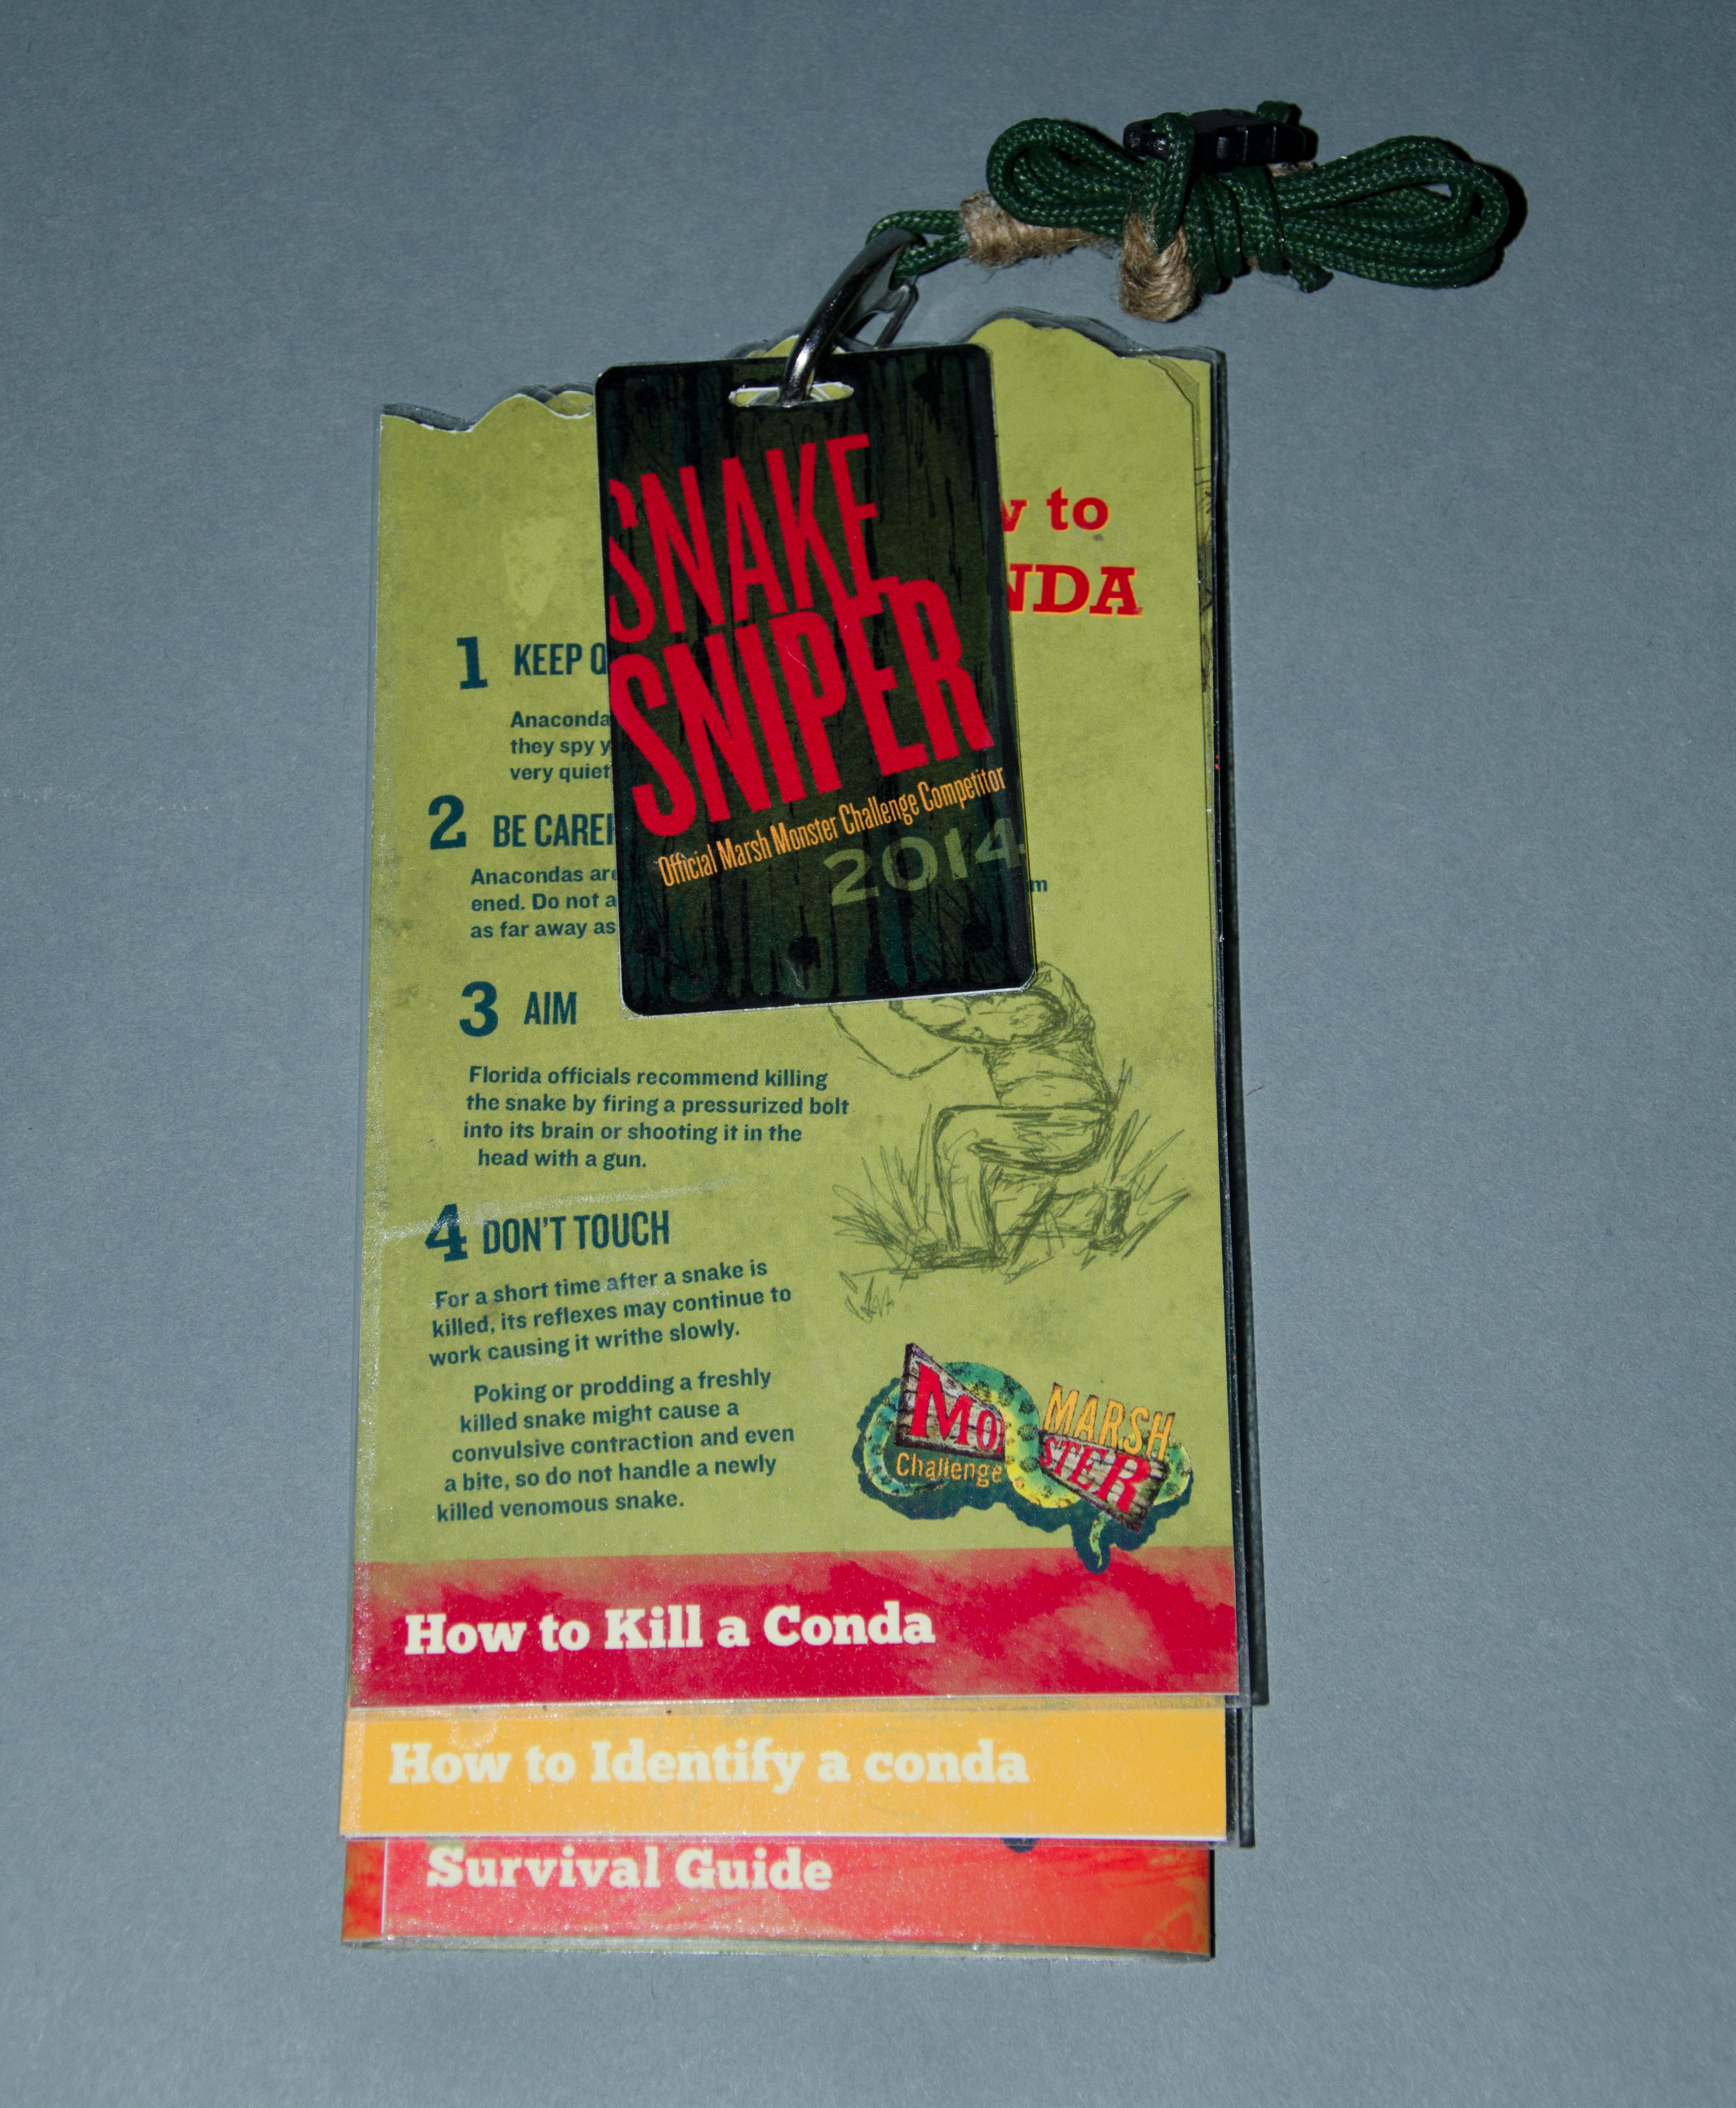 SNAKE
SNIPER
Official Marsh Monster Challenge Competitor
2014
to
1 KEEP
Anaconda
they spy
very quiet
2 BE
Anacondas
ened. Do not
as far away as
3 AIM
Florida officials recommend killing
the snake by firing a pressurized bolt
into its brain or shooting it in the
head with a gun.
4 DON'T TOUCH
For a short time after a snake is
killed, its reflexes may continue to
work causing it writhe slowly.
Poking or prodding a freshly
killed snake might cause a
convulsive contraction and even
a bite, so do not handle a newly
killed venomous snake.
MARSH
MO STER
Challenge
How to Kill a Conda
How to Identify a conda
Survival Guide